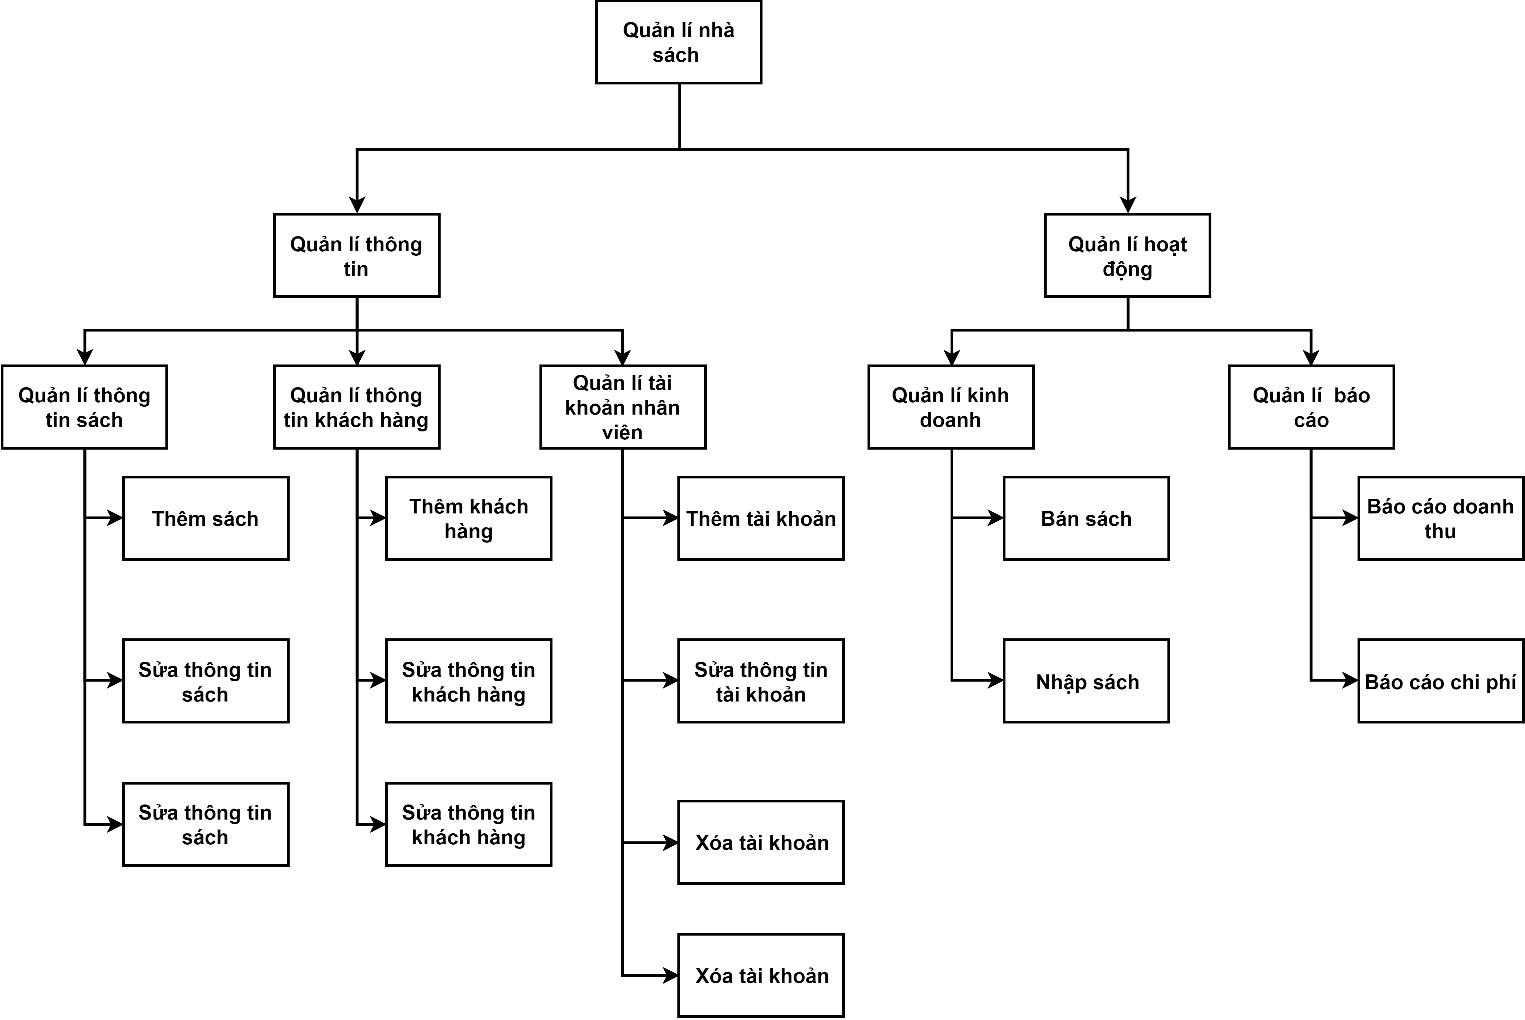 Quản lí nhà
sách
Quản lí thông
tin
Quản lí hoạt
động
Quản lí thông
tin sách
Quản lí thông
tin khách hàng
Quản lí tài
khoản nhân
viên
Quản lí kinh
doanh
Quản lí  báo
cáo
Thêm sách
Thêm khách
hàng
Thêm tài khoản
Bán sách
Báo cáo doanh
thu
Sửa thông tin
sách
Sửa thông tin
khách hàng
Sửa thông tin
tài khoản
Nhập sách
Báo cáo chi phí
Sửa thông tin
sách
Sửa thông tin
khách hàng
Xóa tài khoản
Xóa tài khoản